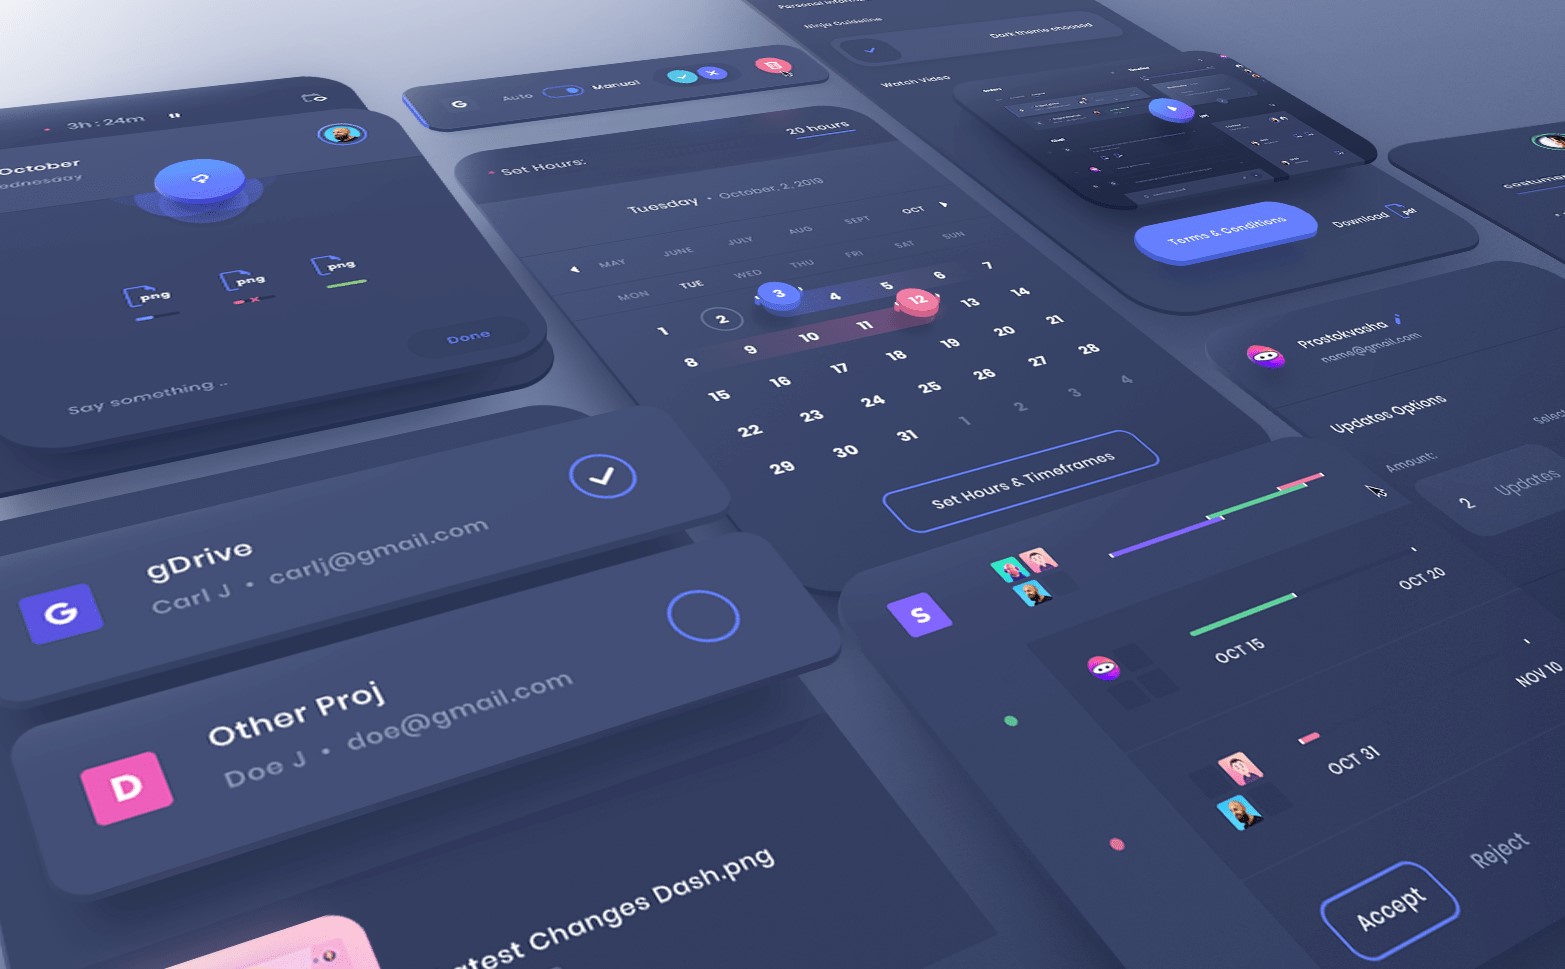 3h : 24m
October
ednesday
png
png
png
Done
Say something ..
G
Auto
Manual
Set Hours:
20 hours
Tuesday • October, 2, 2019
MAY JUNE JULY AUG SEPT OCT
MON TUE WED THU FRI SAT SUN
1 2 3 4 5 6 7
8 9 10 11 12 13 14
15 16 17 18 19 20 21
22 23 24 25 26 27 28
29 30 31 1 2 3 4
Set Hours & Timeframes
Ninja Guideline
Dark theme choosed
Watch Video
Terms & Conditions
Download pdf
costume
Prostokvasha
name@gmail.com
Updates Options
Select
Amount:
2 Updates
G
gDrive
Carl J • carlj@gmail.com
D
Other Proj
Doe J • doe@gmail.com
atest Changes Dash.png
S
OCT 15
OCT 20
OCT 31
NOV 10
Accept
Reject